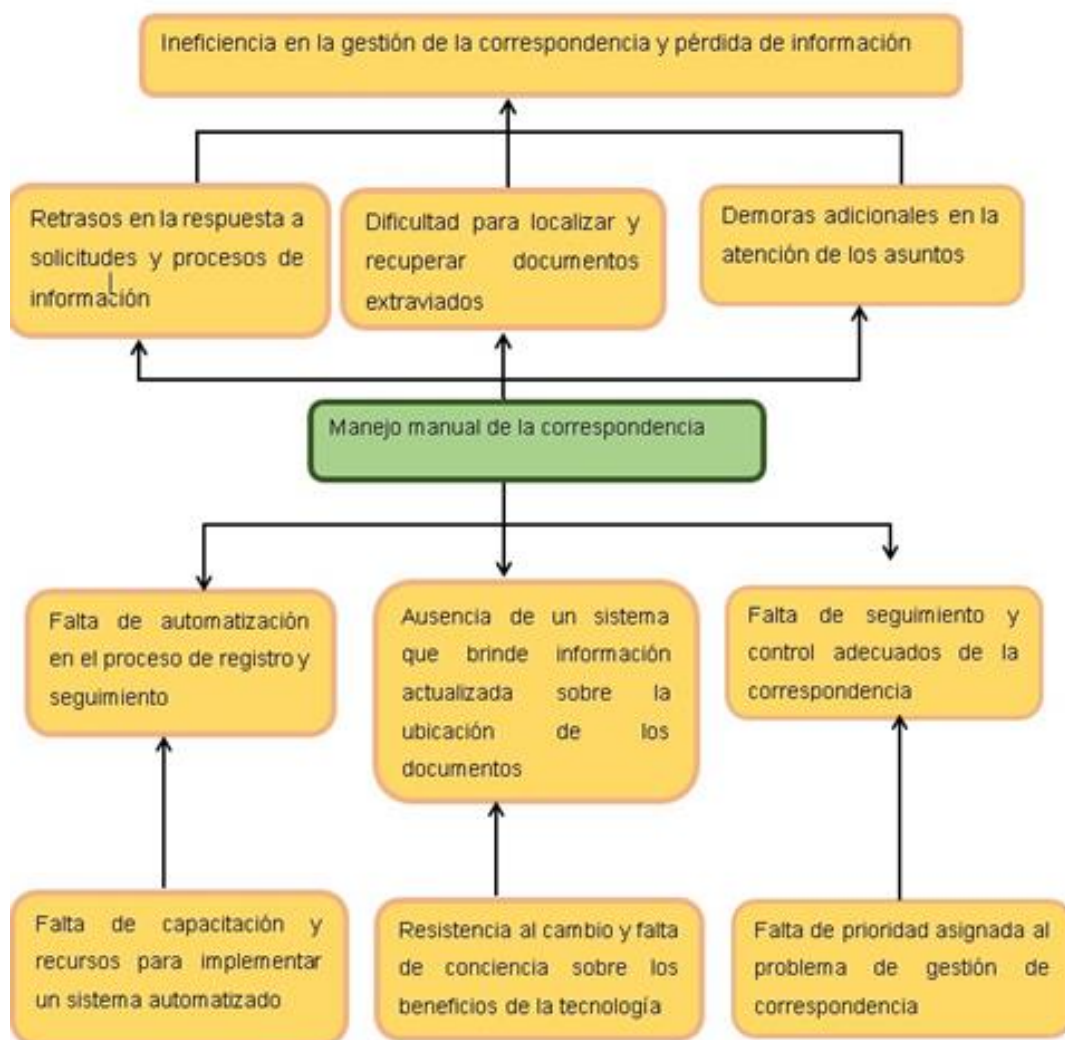 Ineficiencia en la gestión de la correspondencia y pérdida de información
Retrasos en la respuesta a
solicitudes y procesos de
información
Dificultad para localizar y
recuperar documentos
extraviados
Demoras adicionales en la
atención de los asuntos
Manejo manual de la correspondencia
Falta de automatización
en el proceso de registro y
seguimiento
Ausencia de un sistema
que brinde información
actualizada sobre la
ubicación de los
documentos
Falta de seguimiento y
control adecuados de la
correspondencia
Falta de capacitación y
recursos para implementar
un sistema automatizado
Resistencia al cambio y falta
de conciencia sobre los
beneficios de la tecnología
Falta de prioridad asignada al
problema de gestión de
correspondencia